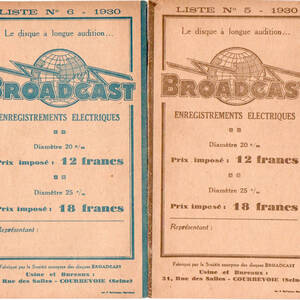 LISTE N° 6 - 1930
Le disque à longue audition...
BROADCAST
ENREGISTREMENTS ELECTRIQUES
Diamètre 20 c/m
Prix imposé : 12 francs
Diamètre 25 c/m
Prix imposé : 18 francs
Représentant :
Fabriqué par la Société anonyme des disques BROADCAST
Usine et Bureaux :
Rue des Salles - COURBEVOIE (Seine)
LISTE N° 5 - 1930
Le disque à longue audition...
BROADCAST
ENREGISTREMENTS ELECTRIQUES
Diamètre 20 c/m
Prix imposé : 12 francs
Diamètre 25 c/m
Prix imposé : 18 francs
Représentant :
Fabriqué par la Société anonyme des disques BROADCAST
Usine et Bureaux :
31, Rue des Salles - COURBEVOIE (Seine)